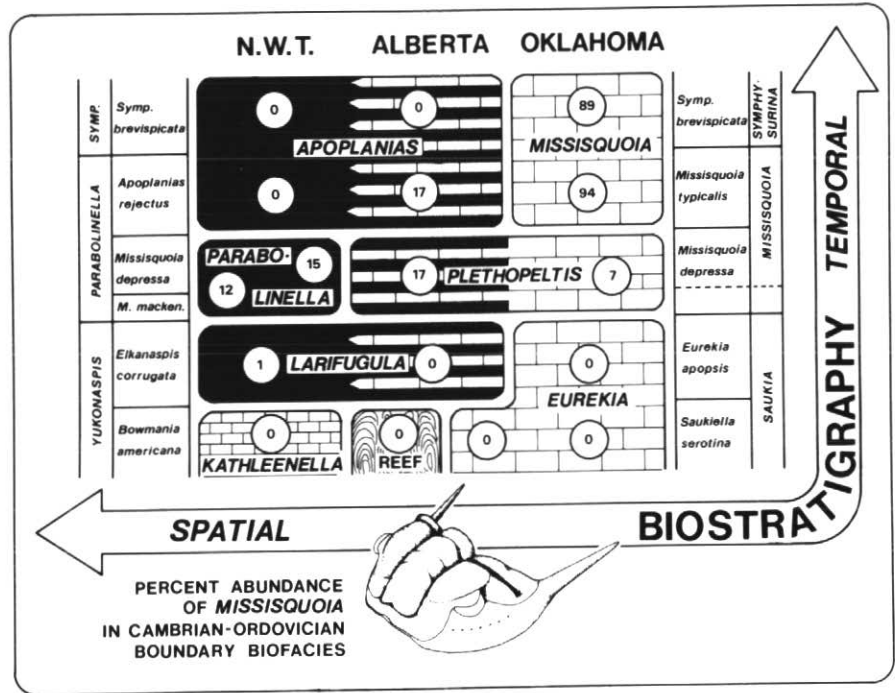 N.W.T. ALBERTA OKLAHOMA
SYMP.
Symp.
brevispicata
0
0
89
Symp.
brevispicata
SYMPHY-
SURINA
APOPLANIAS
MISSISQUOIA
PARABOLINELLA
Apoplanias
rejectus
0
17
94
Missisquoia
typicalis
MISSISQUOIA
Missisquoia
depressa
PARABO-
15
12
LINELLA
17
PLETHOPELTIS
7
Missisquoia
depressa
M. macken.
YUKONASPIS
Elkanaspis
corrugata
1
LARIFUGULA
0
0
Eurekia
apopsis
SAUKIA
EUREKIA
Bowmania
americana
0
0
0
0
Saukiella
serotina
KATHLEENELLA
REEF
SPATIAL
BIOSTRATIGRAPHY
TEMPORAL
PERCENT ABUNDANCE
OF MISSISQUOIA
IN CAMBRIAN-ORDOVICIAN
BOUNDARY BIOFACIES